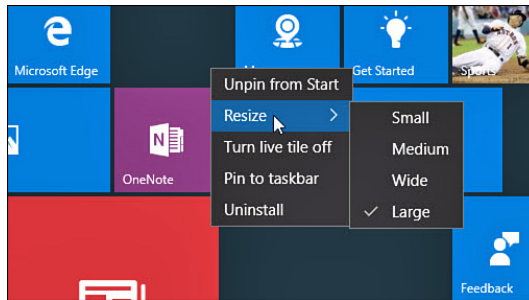 Microsoft Edge
Get Started
Sports
Unpin from Start
Resize
Small
Turn live tile off
Medium
OneNote
Pin to taskbar
Wide
Uninstall
Large
Feedback